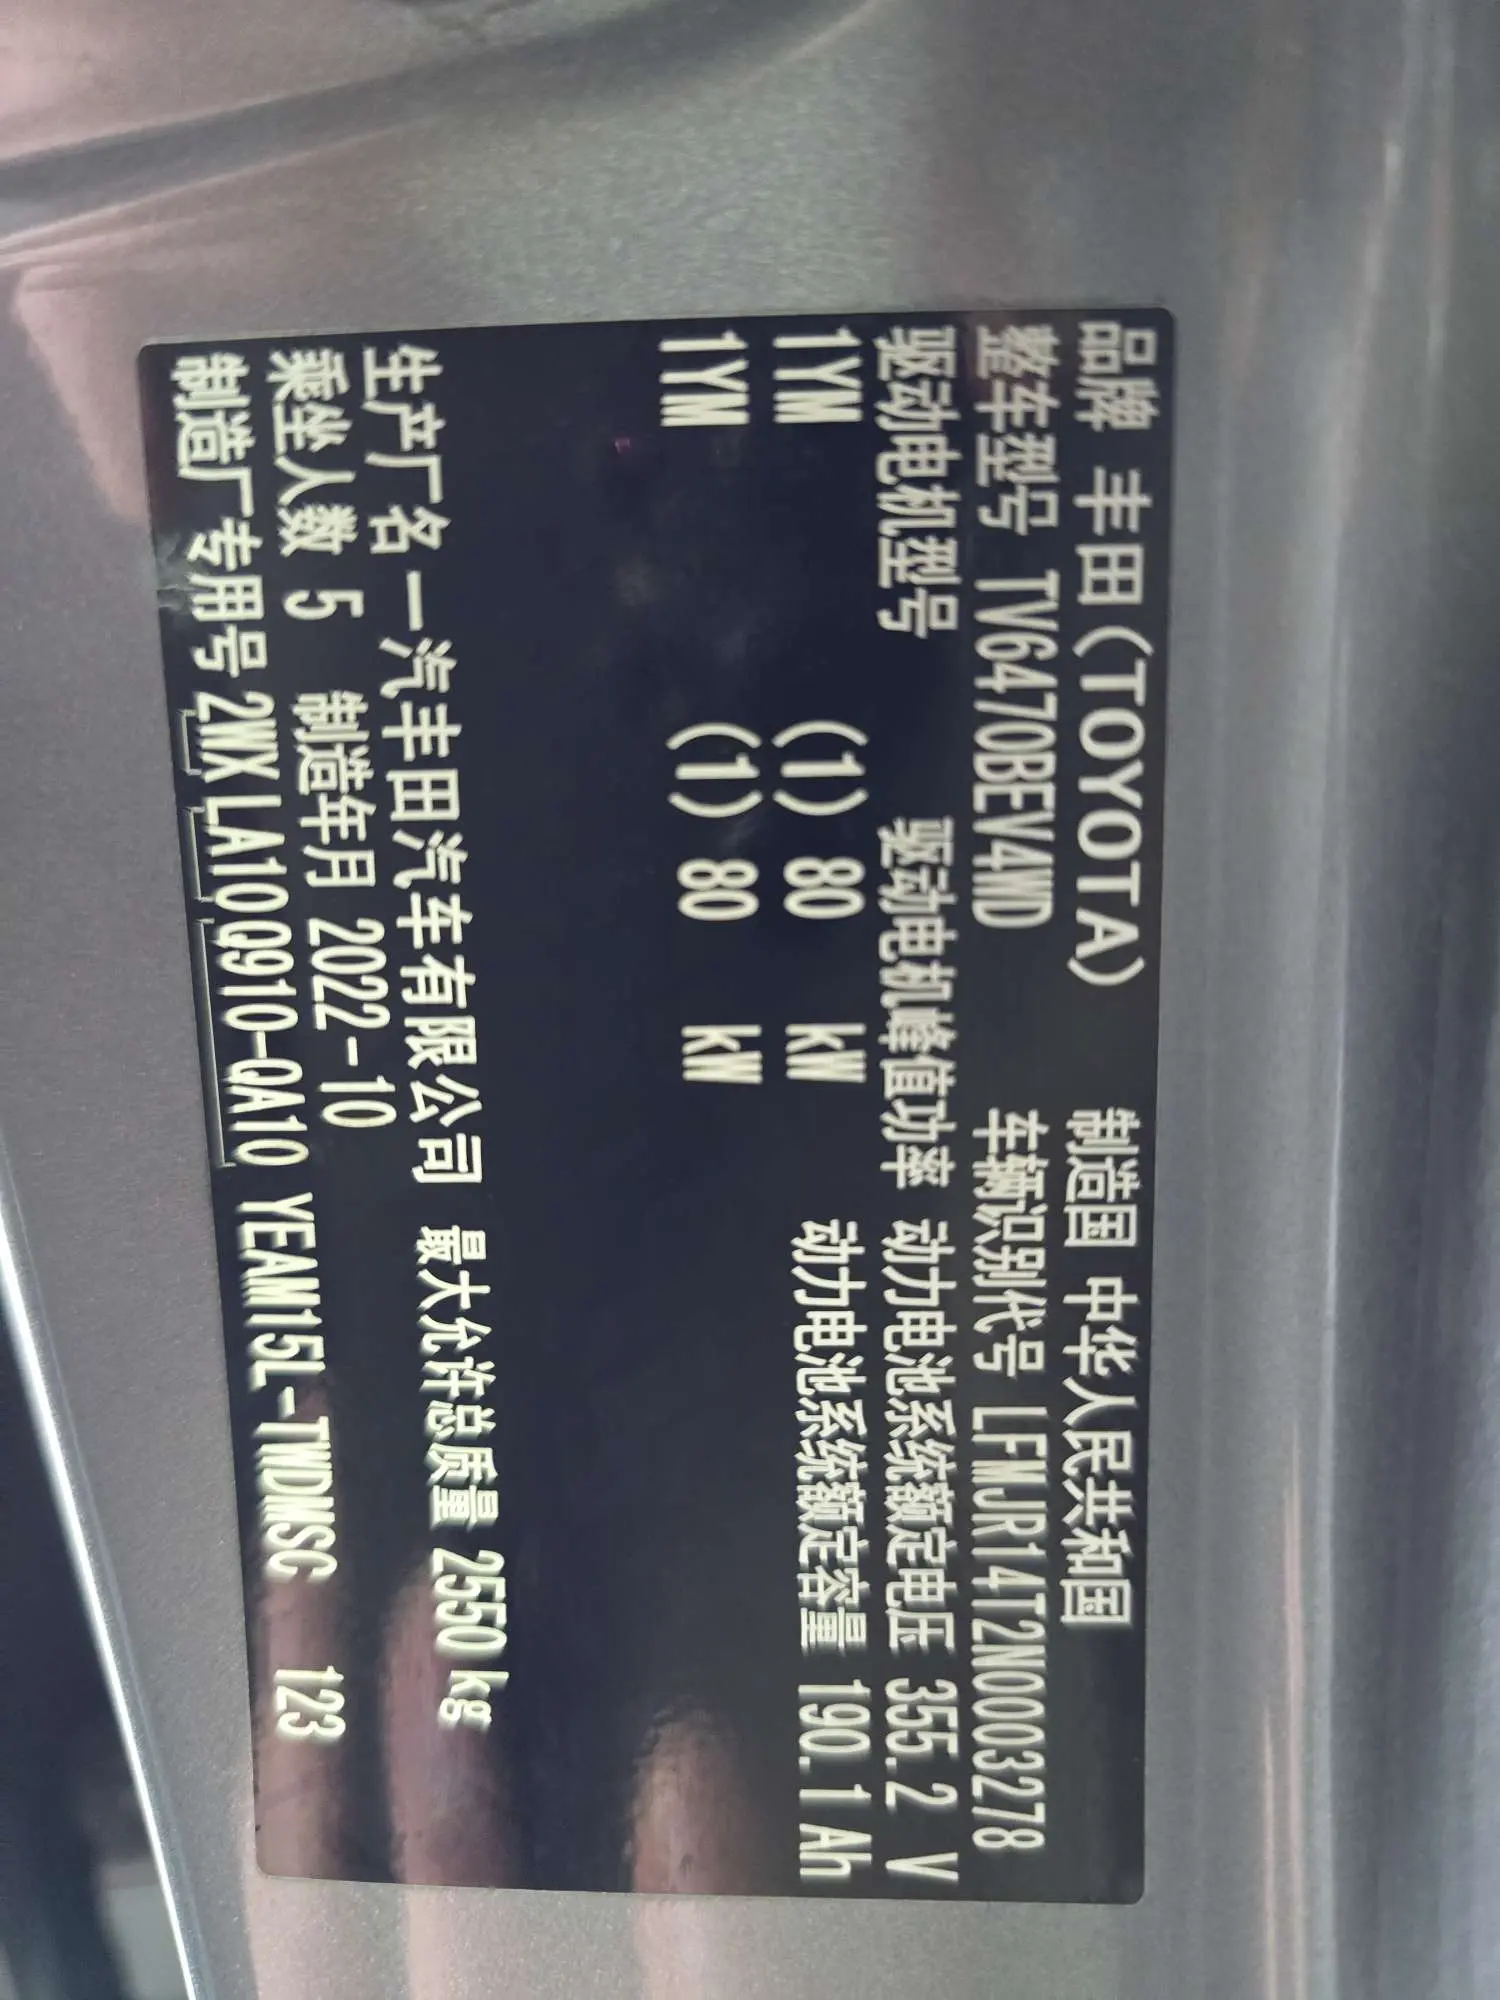 品牌 丰田(TOYOTA) 制造国 中华人民共和国
整车型号 TV6470BEV4WD 车辆识别代号 LFMJR14T2N0003278
驱动电机型号 驱动电机峰值功率 动力电池系统额定电压 355.2 V
1YM (1) 80 kW 动力电池系统额定容量 190.1 Ah
1YM (1) 80 kW
生产厂名 一汽丰田汽车有限公司 最大允许总质量 2550 kg
乘坐人数 5 制造年月 2022-10
制造厂专用号 2WX LA10Q910-QA10 YEAM15L-TWDMSC 123